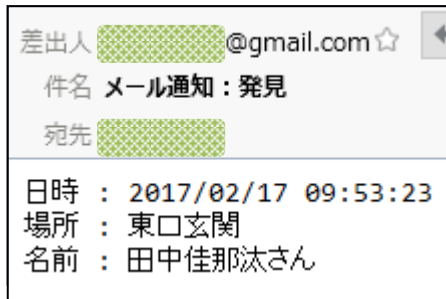 差出人 @gmail.com
件名 メール通知：発見
宛先
日時 : 2017/02/17 09:53:23
場所 : 東口玄関
名前 : 田中佳那汰さん